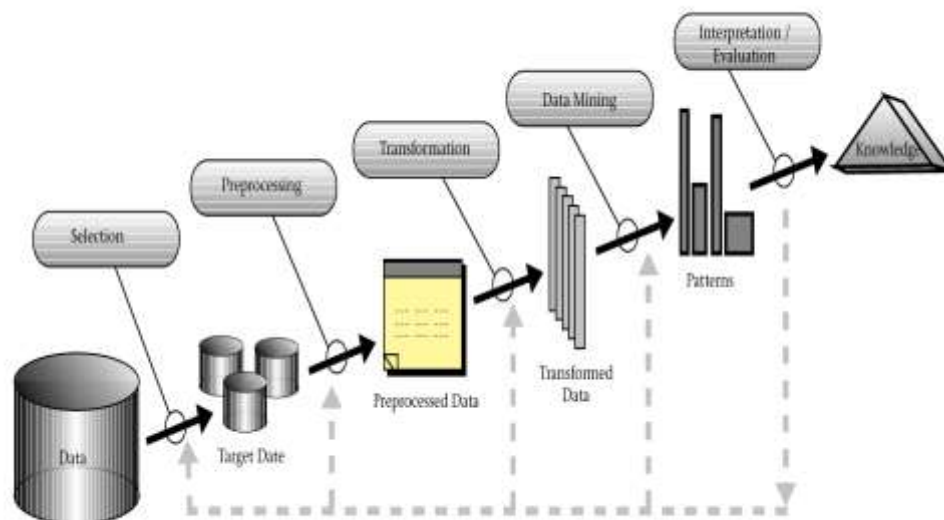 Interpretation /
Evaluation
Data Mining
Transformation
Preprocessing
Selection
Knowledge
Patterns
Transformed
Data
Preprocessed Data
Target Date
Data